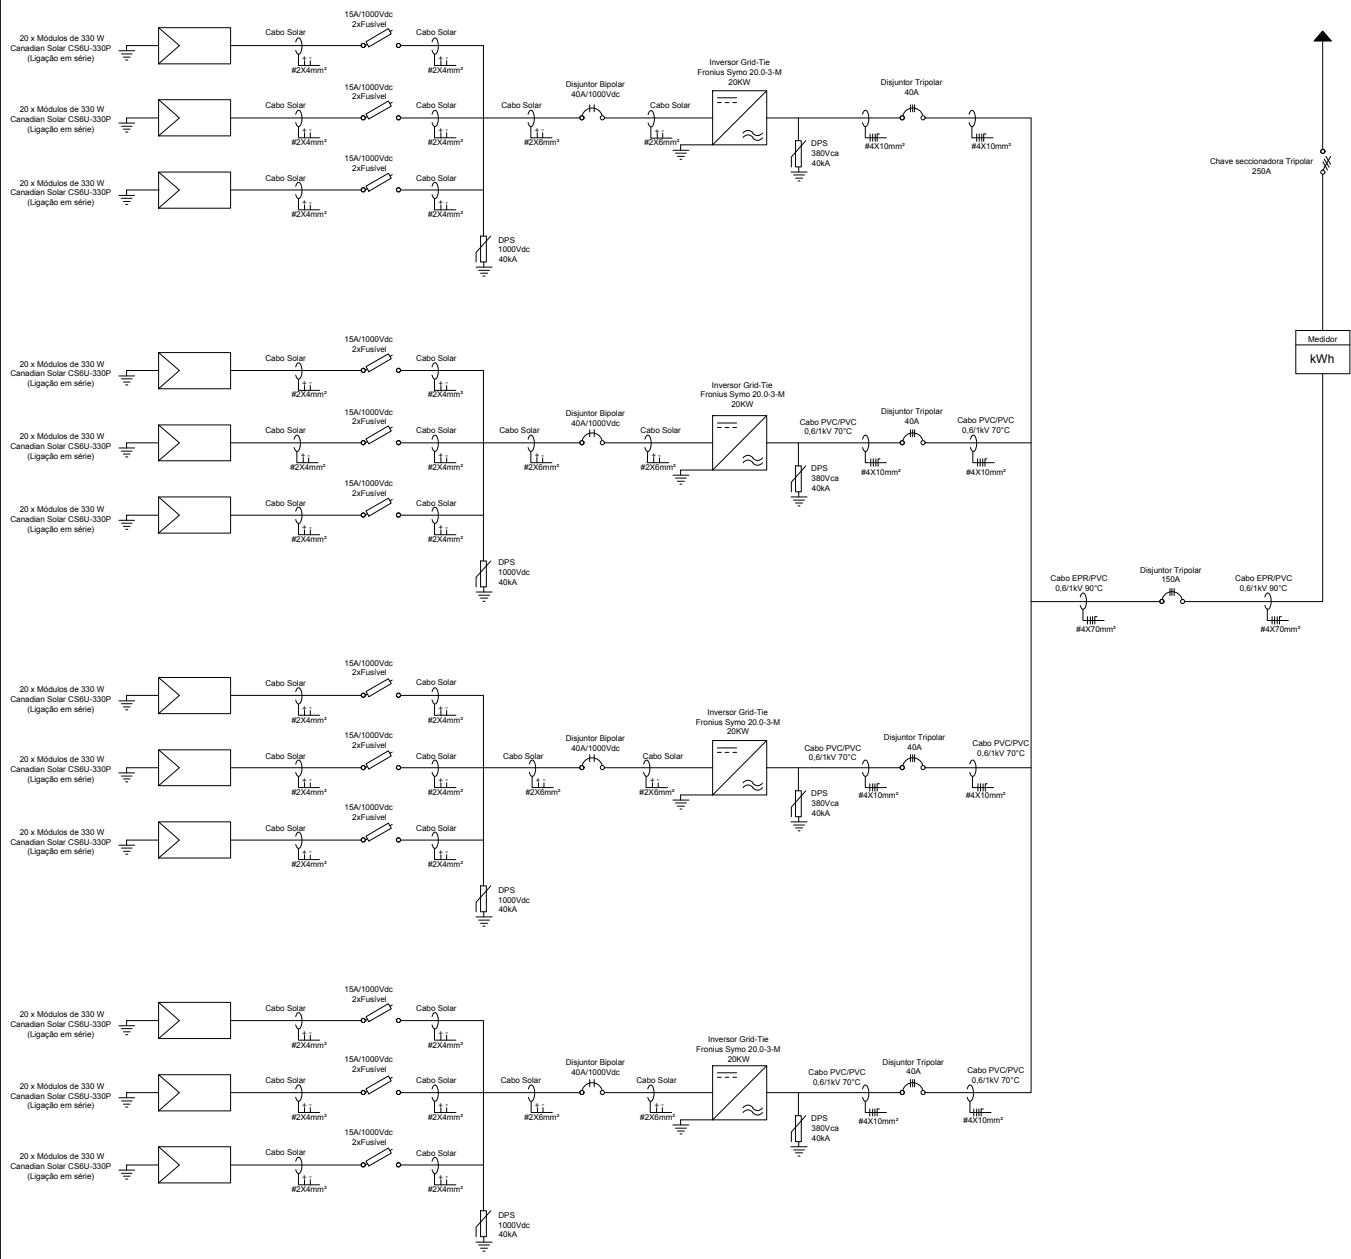 15A/1000Vdc
2xFusível
20 x Módulos de 330 W
Canadian Solar CS6U-330P
(Ligação em série)
Cabo Solar
#2X4mm²
Cabo Solar
#2X4mm²
15A/1000Vdc
2xFusível
20 x Módulos de 330 W
Canadian Solar CS6U-330P
(Ligação em série)
Cabo Solar
#2X4mm²
Cabo Solar
#2X4mm²
15A/1000Vdc
2xFusível
20 x Módulos de 330 W
Canadian Solar CS6U-330P
(Ligação em série)
Cabo Solar
#2X4mm²
Cabo Solar
#2X4mm²
DPS
1000Vdc
40kA
Cabo Solar
#2X6mm²
Disjuntor Bipolar
40A/1000Vdc
Cabo Solar
#2X6mm²
Inversor Grid-Tie
Fronius Symo 20.0-3-M
20KW
DPS
380Vca
40kA
#4X10mm²
Disjuntor Tripolar
40A
#4X10mm²
Chave seccionadora Tripolar
250A
Medidor
kWh
15A/1000Vdc
2xFusível
20 x Módulos de 330 W
Canadian Solar CS6U-330P
(Ligação em série)
Cabo Solar
#2X4mm²
Cabo Solar
#2X4mm²
15A/1000Vdc
2xFusível
20 x Módulos de 330 W
Canadian Solar CS6U-330P
(Ligação em série)
Cabo Solar
#2X4mm²
Cabo Solar
#2X4mm²
15A/1000Vdc
2xFusível
20 x Módulos de 330 W
Canadian Solar CS6U-330P
(Ligação em série)
Cabo Solar
#2X4mm²
Cabo Solar
#2X4mm²
DPS
1000Vdc
40kA
Cabo Solar
#2X6mm²
Disjuntor Bipolar
40A/1000Vdc
Cabo Solar
#2X6mm²
Inversor Grid-Tie
Fronius Symo 20.0-3-M
20KW
DPS
380Vca
40kA
Cabo PVC/PVC
0,6/1kV 70°C
#4X10mm²
Disjuntor Tripolar
40A
Cabo PVC/PVC
0,6/1kV 70°C
#4X10mm²
Cabo EPR/PVC
0,6/1kV 90°C
#4X70mm²
Disjuntor Tripolar
150A
Cabo EPR/PVC
0,6/1kV 90°C
#4X70mm²
15A/1000Vdc
2xFusível
20 x Módulos de 330 W
Canadian Solar CS6U-330P
(Ligação em série)
Cabo Solar
#2X4mm²
Cabo Solar
#2X4mm²
15A/1000Vdc
2xFusível
20 x Módulos de 330 W
Canadian Solar CS6U-330P
(Ligação em série)
Cabo Solar
#2X4mm²
Cabo Solar
#2X4mm²
15A/1000Vdc
2xFusível
20 x Módulos de 330 W
Canadian Solar CS6U-330P
(Ligação em série)
Cabo Solar
#2X4mm²
Cabo Solar
#2X4mm²
DPS
1000Vdc
40kA
Cabo Solar
#2X6mm²
Disjuntor Bipolar
40A/1000Vdc
Cabo Solar
#2X6mm²
Inversor Grid-Tie
Fronius Symo 20.0-3-M
20KW
DPS
380Vca
40kA
Cabo PVC/PVC
0,6/1kV 70°C
#4X10mm²
Disjuntor Tripolar
40A
Cabo PVC/PVC
0,6/1kV 70°C
#4X10mm²
15A/1000Vdc
2xFusível
20 x Módulos de 330 W
Canadian Solar CS6U-330P
(Ligação em série)
Cabo Solar
#2X4mm²
Cabo Solar
#2X4mm²
15A/1000Vdc
2xFusível
20 x Módulos de 330 W
Canadian Solar CS6U-330P
(Ligação em série)
Cabo Solar
#2X4mm²
Cabo Solar
#2X4mm²
15A/1000Vdc
2xFusível
20 x Módulos de 330 W
Canadian Solar CS6U-330P
(Ligação em série)
Cabo Solar
#2X4mm²
Cabo Solar
#2X4mm²
DPS
1000Vdc
40kA
Cabo Solar
#2X6mm²
Disjuntor Bipolar
40A/1000Vdc
Cabo Solar
#2X6mm²
Inversor Grid-Tie
Fronius Symo 20.0-3-M
20KW
DPS
380Vca
40kA
Cabo PVC/PVC
0,6/1kV 70°C
#4X10mm²
Disjuntor Tripolar
40A
Cabo PVC/PVC
0,6/1kV 70°C
#4X10mm²